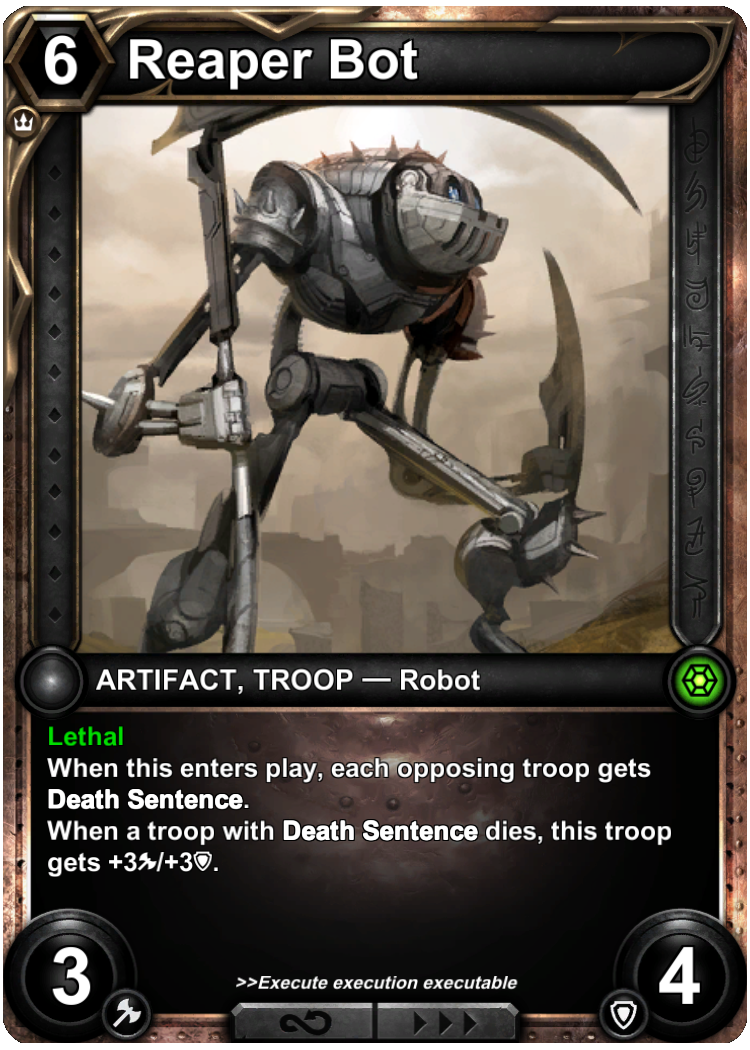 6 Reaper Bot
ARTIFACT, TROOP — Robot
Lethal
When this enters play, each opposing troop gets
Death Sentence.
When a troop with Death Sentence dies, this troop
gets +3/+3.
>>Execute execution executable
3
4